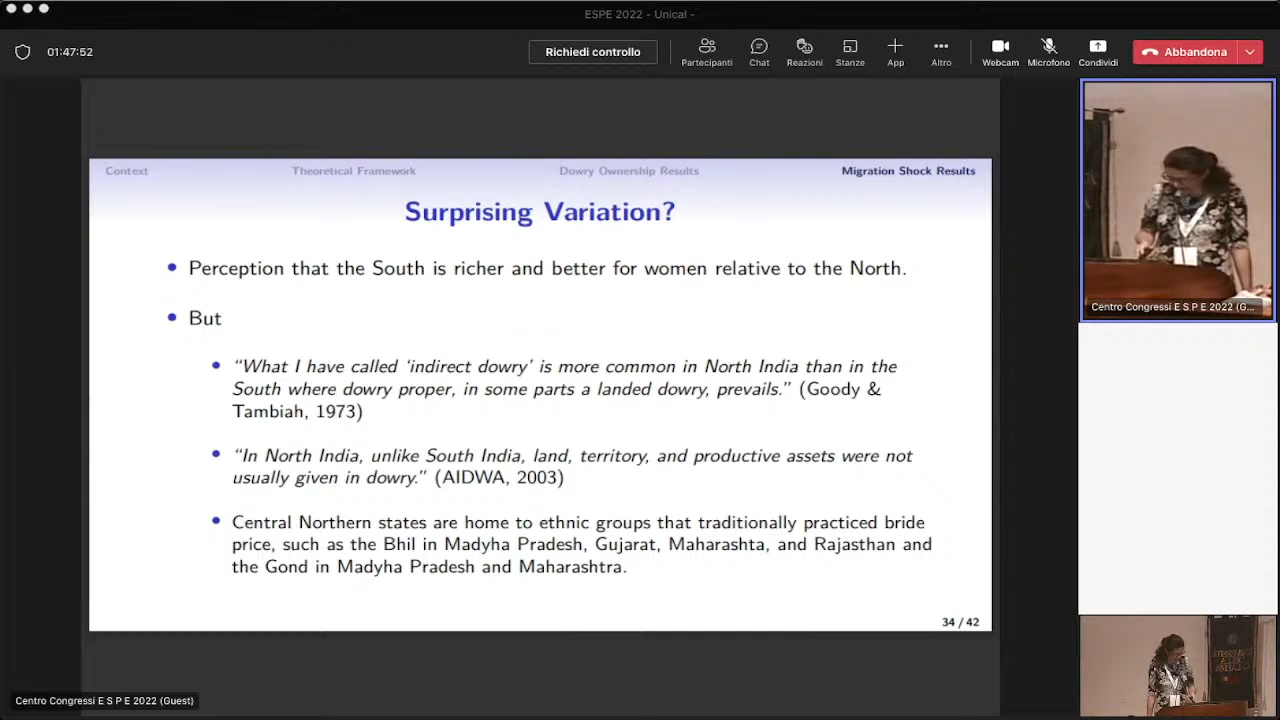 ESPE 2022 - Unical -
01:47:52
Richiedi controllo
Partecipanti
Chat
Reazioni
Stanze
App
Altro
Webcam
Microfono
Condividi
Abbandona
Context
Theoretical Framework
Dowry Ownership Results
Migration Shock Results
Surprising Variation?
Perception that the South is richer and better for women relative to the North.
But
“What I have called ‘indirect dowry’ is more common in North India than in the
South where dowry proper, in some parts a landed dowry, prevails.” (Goody &
Tambiah, 1973)
“In North India, unlike South India, land, territory, and productive assets were not
usually given in dowry.” (AIDWA, 2003)
Central Northern states are home to ethnic groups that traditionally practiced bride
price, such as the Bhil in Madyha Pradesh, Gujarat, Maharashta, and Rajasthan and
the Gond in Madyha Pradesh and Maharashtra.
34 / 42
Centro Congressi E S P E 2022 (G...
Centro Congressi E S P E 2022 (Guest)